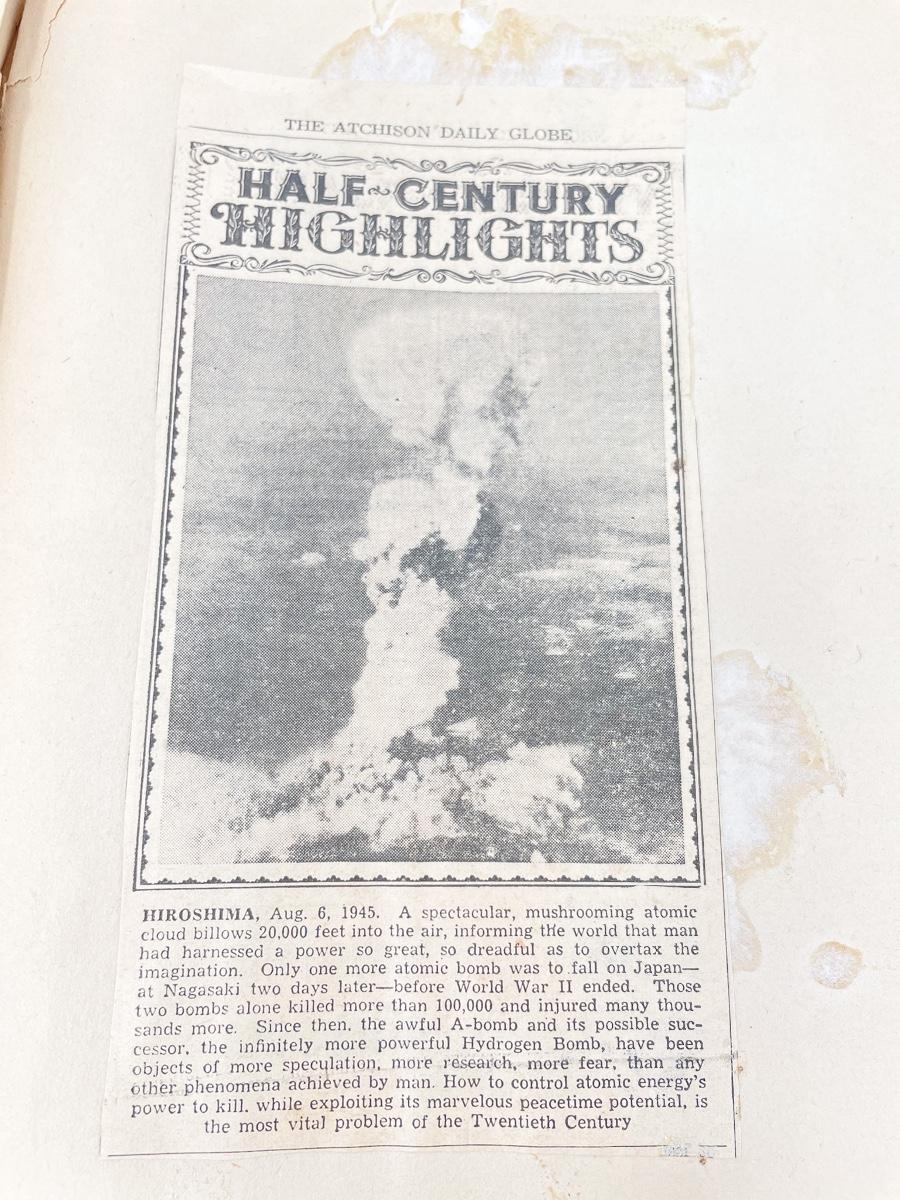 THE ATCHISON DAILY GLOBE
HALF~CENTURY
HIGHLIGHTS
HIROSHIMA, Aug. 6, 1945. A spectacular, mushrooming atomic
cloud billows 20,000 feet into the air, informing the world that man
had harnessed a power so great, so dreadful as to overtax the
imagination. Only one more atomic bomb was to fall on Japan—
at Nagasaki two days later—before World War II ended. Those
two bombs alone killed more than 100,000 and injured many thou-
sands more. Since then, the awful A-bomb and its possible suc-
cessor, the infinitely more powerful Hydrogen Bomb, have been
objects of more speculation, more research, more fear, than any
other phenomena achieved by man. How to control atomic energy's
power to kill, while exploiting its marvelous peacetime potential, is
the most vital problem of the Twentieth Century